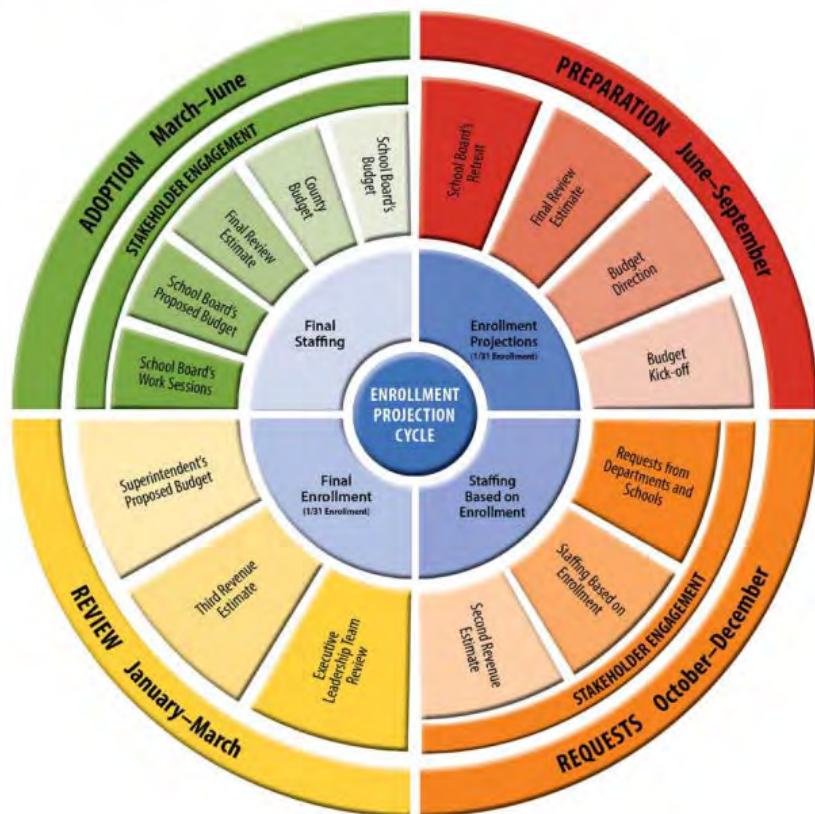 PREPARATION June–September
School Board's
Retreat
Final Review
Estimate
Budget
Direction
Budget
Kick-off
Enrollment
Projections
(1/31 Enrollment)
REQUESTS October–December
STAKEHOLDER ENGAGEMENT
Requests from
Departments and
Schools
Staffing Based on
Enrollment
Second Revenue
Estimate
Staffing
Based on
Enrollment
REVIEW January–March
Executive
Leadership Team
Review
Third Revenue
Estimate
Superintendent's
Proposed Budget
Final
Enrollment
(1/31 Enrollment)
ADOPTION March–June
STAKEHOLDER ENGAGEMENT
School Board's
Work Sessions
School Board's
Proposed Budget
Final Review
Estimate
County
Budget
School Board's
Budget
Final
Staffing
ENROLLMENT
PROJECTION
CYCLE